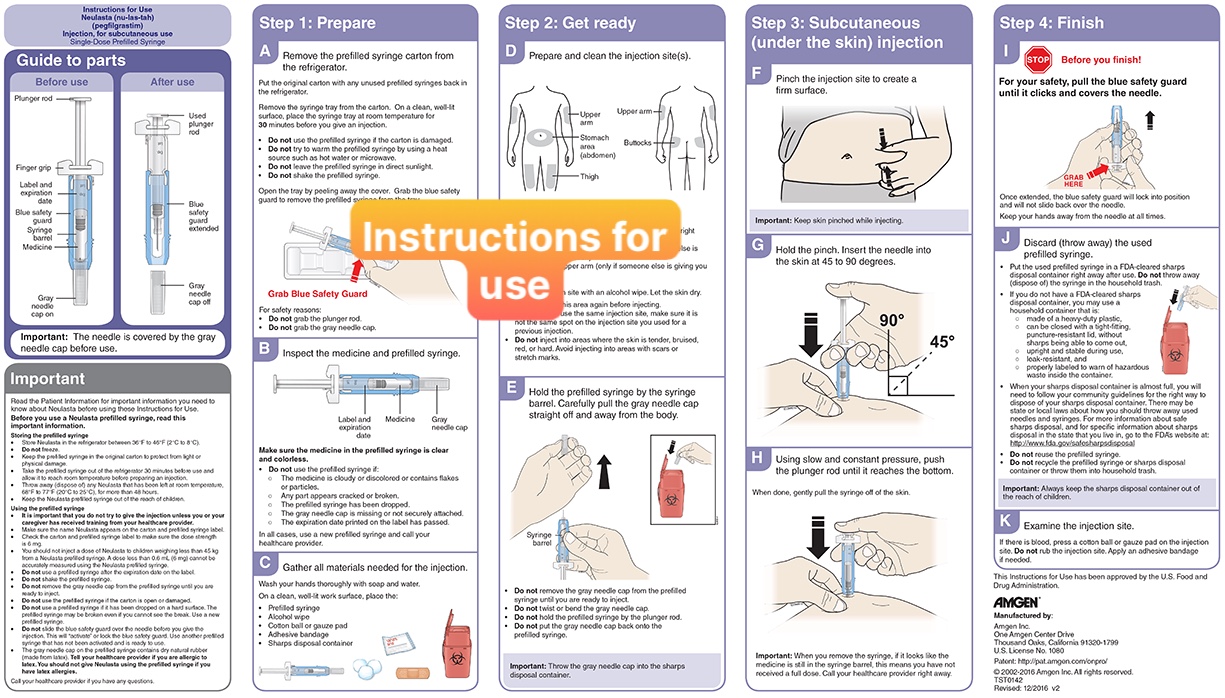 Instructions for Use
Neulasta (nu-las-tah)
(pegfilgrastim)
Injection, for subcutaneous use
Single-Dose Prefilled Syringe
Guide to parts
Before use
After use
Plunger rod
Finger grip
Label and
expiration
date
Blue safety
guard
Syringe
barrel
Medicine
Gray
needle
cap on
Used
plunger
rod
Blue
safety
guard
extended
Gray
needle
cap off
Important: The needle is covered by the gray
needle cap before use.
Important
Read the Patient Information for important information you need to
know about Neulasta before using these Instructions for Use.
Before you use a Neulasta prefilled syringe, read this
important information.
Storing the prefilled syringe
• Store Neulasta in the refrigerator between 36°F to 46°F (2°C to 8°C).
• Do not freeze.
• Keep the prefilled syringe in the original carton to protect from light or
physical damage.
• Take the prefilled syringe out of the refrigerator 30 minutes before use and
allow it to reach room temperature before preparing an injection.
• Throw away (dispose of) any Neulasta that has been left at room temperature,
68°F to 77°F (20°C to 25°C), for more than 48 hours.
• Keep the Neulasta prefilled syringe out of the reach of children.
Using the prefilled syringe
• It is important that you do not try to give the injection unless you or your
caregiver has received training from your healthcare provider.
• Make sure the name Neulasta appears on the carton and prefilled syringe label.
• Check the carton and prefilled syringe label to make sure the dose strength
is 6 mg.
• You should not inject a dose of Neulasta to children weighing less than 45 kg
from a Neulasta prefilled syringe. A dose less than 0.6 mL (6 mg) cannot be
accurately measured using the Neulasta prefilled syringe.
• Do not use a prefilled syringe after the expiration date on the label.
• Do not shake the prefilled syringe.
• Do not remove the gray needle cap from the prefilled syringe until you are
ready to inject.
• Do not use the prefilled syringe if the carton is open or damaged.
• Do not use a prefilled syringe if it has been dropped on a hard surface. The
prefilled syringe may be broken even if you cannot see the break. Use a new
prefilled syringe.
• Do not slide the blue safety guard over the needle before you give the
injection. This will "activate" or lock the blue safety guard. Use another prefilled
syringe that has not been activated and is ready to use.
• The gray needle cap on the prefilled syringe contains dry natural rubber
(made from latex). Tell your healthcare provider if you are allergic to
latex. You should not give Neulasta using the prefilled syringe if you
have latex allergies.
Call your healthcare provider if you have any questions.
Step 1: Prepare
A Remove the prefilled syringe carton from
the refrigerator.
Put the original carton with any unused prefilled syringes back in
the refrigerator.
Remove the syringe tray from the carton. On a clean, well-lit
surface, place the syringe tray at room temperature for
30 minutes before you give an injection.
• Do not use the prefilled syringe if the carton is damaged.
• Do not try to warm the prefilled syringe by using a heat
source such as hot water or microwave.
• Do not leave the prefilled syringe in direct sunlight.
• Do not shake the prefilled syringe.
Open the tray by peeling away the cover. Grab the blue safety
guard to remove the prefilled syringe from the tray.
Grab Blue Safety Guard
For safety reasons:
• Do not grab the plunger rod.
• Do not grab the gray needle cap.
B Inspect the medicine and prefilled syringe.
Label and
expiration
date
Medicine
Gray
needle cap
Make sure the medicine in the prefilled syringe is clear
and colorless.
• Do not use the prefilled syringe if:
o The medicine is cloudy or discolored or contains flakes
or particles.
o Any part appears cracked or broken.
o The prefilled syringe has been dropped.
o The gray needle cap is missing or not securely attached.
o The expiration date printed on the label has passed.
In all cases, use a new prefilled syringe and call your
healthcare provider.
C Gather all materials needed for the injection.
Wash your hands thoroughly with soap and water.
On a clean, well-lit work surface, place the:
• Prefilled syringe
• Alcohol wipe
• Cotton ball or gauze pad
• Adhesive bandage
• Sharps disposal container
Step 2: Get ready
D Prepare and clean the injection site(s).
Upper
arm
Stomach
area
(abdomen)
Thigh
Upper arm
Buttocks
Instructions for
use
right
else is
upper arm (only if someone else is giving you
site with an alcohol wipe. Let the skin dry.
this area again before injecting.
use the same injection site, make sure it is
not the same spot on the injection site you used for a
previous injection.
• Do not inject into areas where the skin is tender, bruised,
red, or hard. Avoid injecting into areas with scars or
stretch marks.
E Hold the prefilled syringe by the syringe
barrel. Carefully pull the gray needle cap
straight off and away from the body.
Syringe
barrel
• Do not remove the gray needle cap from the prefilled
syringe until you are ready to inject.
• Do not twist or bend the gray needle cap.
• Do not hold the prefilled syringe by the plunger rod.
• Do not put the gray needle cap back onto the
prefilled syringe.
Important: Throw the gray needle cap into the sharps
disposal container.
Step 3: Subcutaneous
(under the skin) injection
F Pinch the injection site to create a
firm surface.
Important: Keep skin pinched while injecting.
G Hold the pinch. Insert the needle into
the skin at 45 to 90 degrees.
90°
45°
H Using slow and constant pressure, push
the plunger rod until it reaches the bottom.
When done, gently pull the syringe off of the skin.
Important: When you remove the syringe, if it looks like the
medicine is still in the syringe barrel, this means you have not
received a full dose. Call your healthcare provider right away.
Step 4: Finish
I STOP Before you finish!
For your safety, pull the blue safety guard
until it clicks and covers the needle.
GRAB
HERE
Once extended, the blue safety guard will lock into position
and will not slide back over the needle.
Keep your hands away from the needle at all times.
J Discard (throw away) the used
prefilled syringe.
• Put the used prefilled syringe in a FDA-cleared sharps
disposal container right away after use. Do not throw away
(dispose of) the syringe in the household trash.
• If you do not have a FDA-cleared sharps
disposal container, you may use a
household container that is:
o made of a heavy-duty plastic,
o can be closed with a tight-fitting,
puncture-resistant lid, without
sharps being able to come out,
o upright and stable during use,
o leak-resistant, and
o properly labeled to warn of hazardous
waste inside the container.
• When your sharps disposal container is almost full, you will
need to follow your community guidelines for the right way to
dispose of your sharps disposal container. There may be
state or local laws about how you should throw away used
needles and syringes. For more information about safe
sharps disposal, and for specific information about sharps
disposal in the state that you live in, go to the FDA's website at:
http://www.fda.gov/safesharpsdisposal
• Do not reuse the prefilled syringe.
• Do not recycle the prefilled syringe or sharps disposal
container or throw them into household trash.
Important: Always keep the sharps disposal container out of
the reach of children.
K Examine the injection site.
If there is blood, press a cotton ball or gauze pad on the injection
site. Do not rub the injection site. Apply an adhesive bandage
if needed.
This Instructions for Use has been approved by the U.S. Food and
Drug Administration.
AMGEN®
Manufactured by:
Amgen Inc.
One Amgen Center Drive
Thousand Oaks, California 91320-1799
U.S. License No. 1080
Patent: http://pat.amgen.com/onpro/
© 2002-2016 Amgen Inc. All rights reserved.
TST0142
Revised: 12/2016 v2